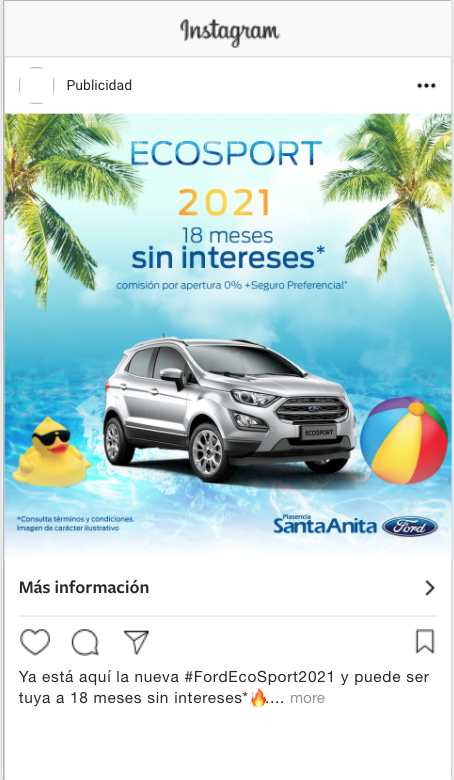 Instagram
Publicidad
ECOSPORT
2021
18 meses
sin intereses*
comisión por apertura 0% +Seguro Preferencial*
Ford
ECOSPORT
*Consulta términos y condiciones.
Imagen de carácter ilustrativo
Plasencia
SantaAnita Ford
Más información
Ya está aquí la nueva #FordEcoSport2021 y puede ser
tuya a 18 meses sin intereses*🔥.... more